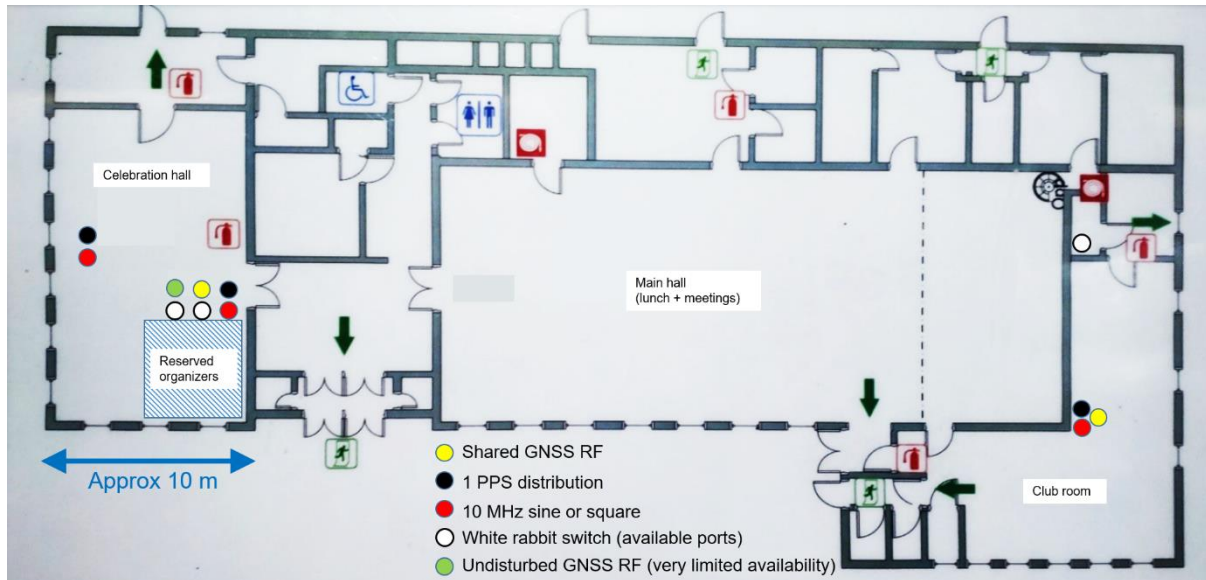 Celebration hall
Main hall
(lunch + meetings)
Reserved
organizers
Approx 10 m
Shared GNSS RF
1 PPS distribution
10 MHz sine or square
White rabbit switch (available ports)
Undisturbed GNSS RF (very limited availability)
Club room